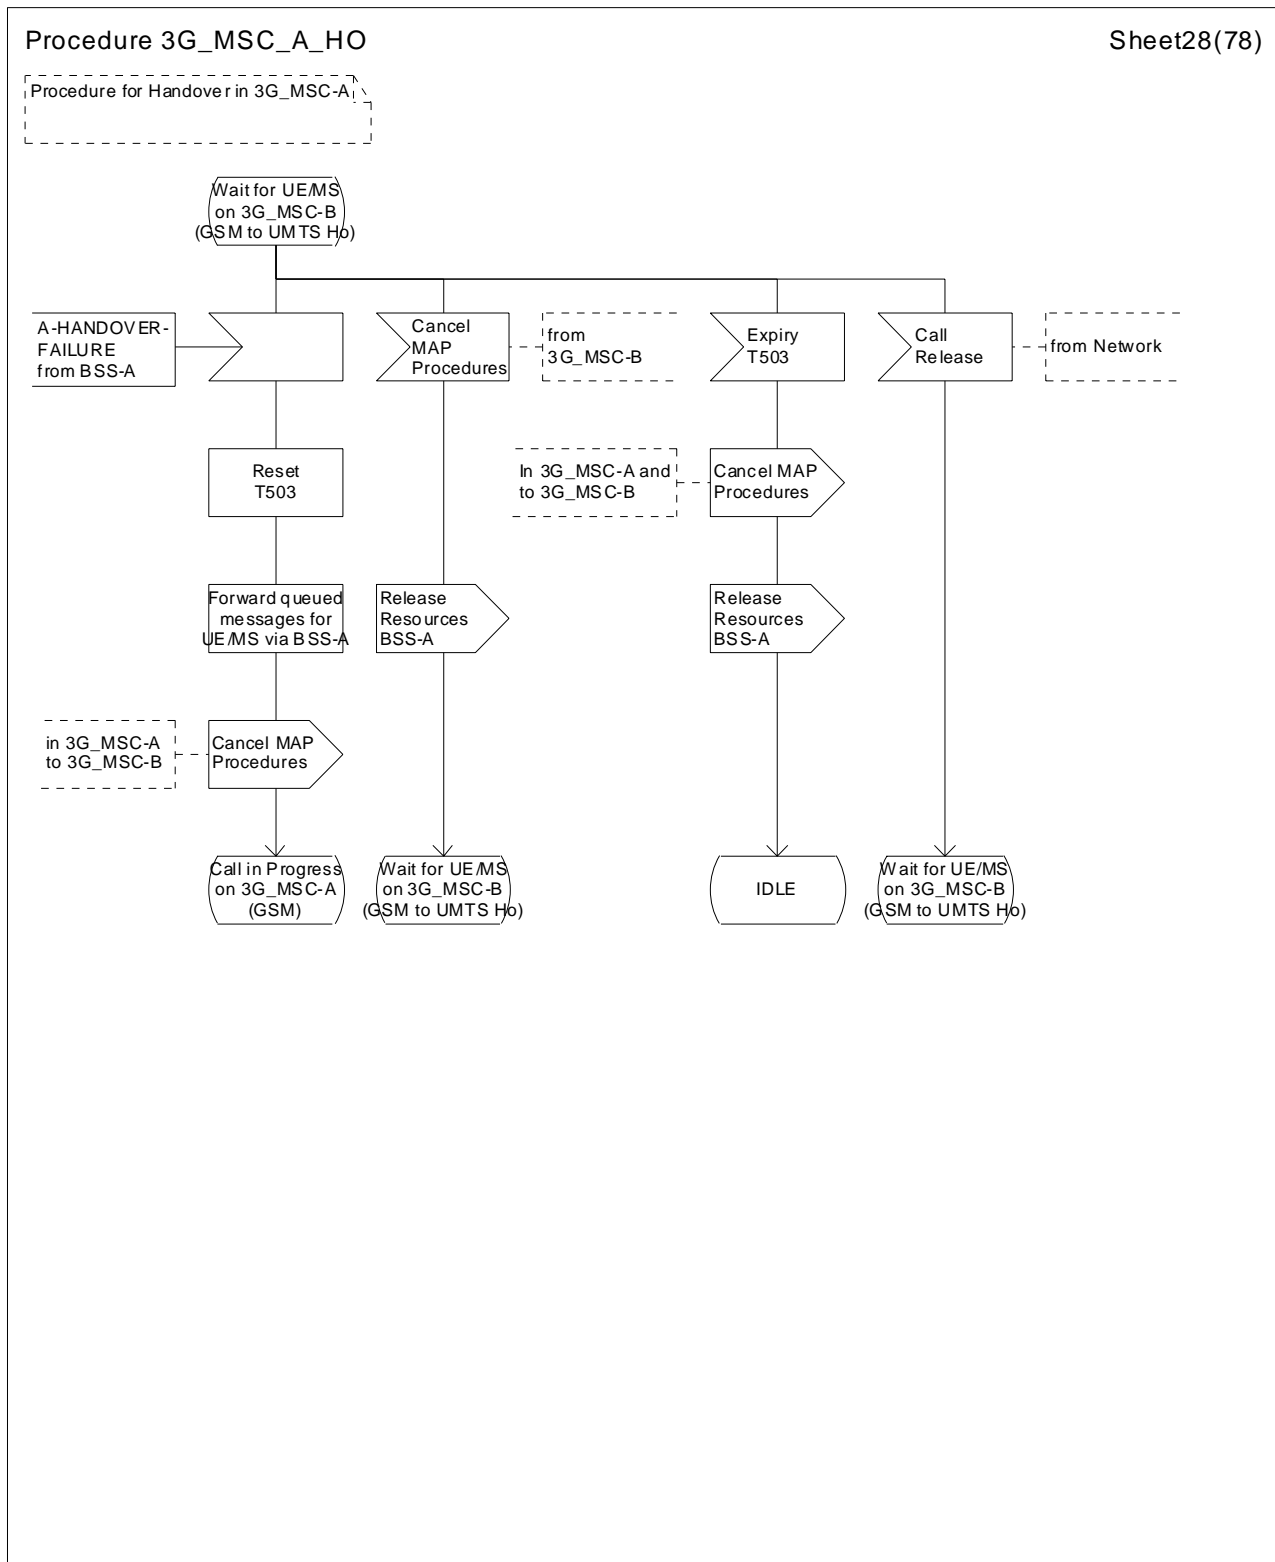 Procedure 3G_MSC_A_HO
Sheet28(78)
Procedure for Handover in 3G_MSC-A
Wait for UE/MS
on 3G_MSC-B
(GSM to UMTS Ho)
A-HANDOVER-
FAILURE
from BSS-A
Cancel
MAP
Procedures
from
3G_MSC-B
Expiry
T503
Call
Release
from Network
Reset
T503
In 3G_MSC-A and
to 3G_MSC-B
Cancel MAP
Procedures
Forward queued
messages for
UE/MS via BSS-A
Release
Resources
BSS-A
Release
Resources
BSS-A
in 3G_MSC-A
to 3G_MSC-B
Cancel MAP
Procedures
Call in Progress
on 3G_MSC-A
(GSM)
Wait for UE/MS
on 3G_MSC-B
(GSM to UMTS Ho)
IDLE
Wait for UE/MS
on 3G_MSC-B
(GSM to UMTS Ho)